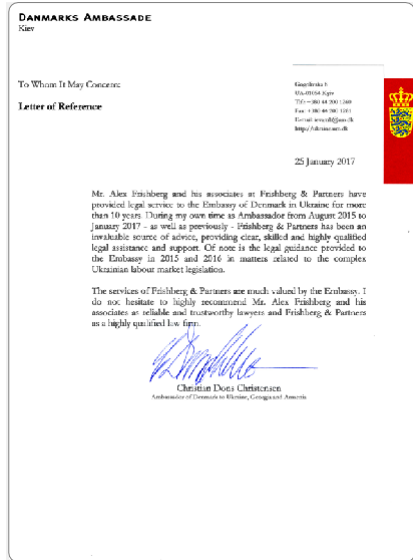 DANMARKS AMBASSADE
Kiev
To Whom It May Concern:
Letter of Reference
25 January 2017
Mr. Alex Frishberg and his associates at Frishberg & Partners have
provided legal service to the Embassy of Denmark in Ukraine for more
than 10 years. During my own time as Ambassador from August 2015 to
January 2017 - as well as previously - Frishberg & Partners has been an
invaluable source of advice, providing clear, skilled and highly qualified
legal assistance and support. Of note is the legal guidance provided to
the Embassy in 2015 and 2016 in matters related to the complex
Ukrainian labour market legislation.
The services of Frishberg & Partners are much valued by the Embassy. I
do not hesitate to highly recommend Mr. Alex Frishberg and his
associates as reliable and trustworthy lawyers and Frishberg & Partners
as a highly qualified law firm.
Christian Dons Christensen
Ambassador of Denmark to Ukraine, Georgia and Armenia